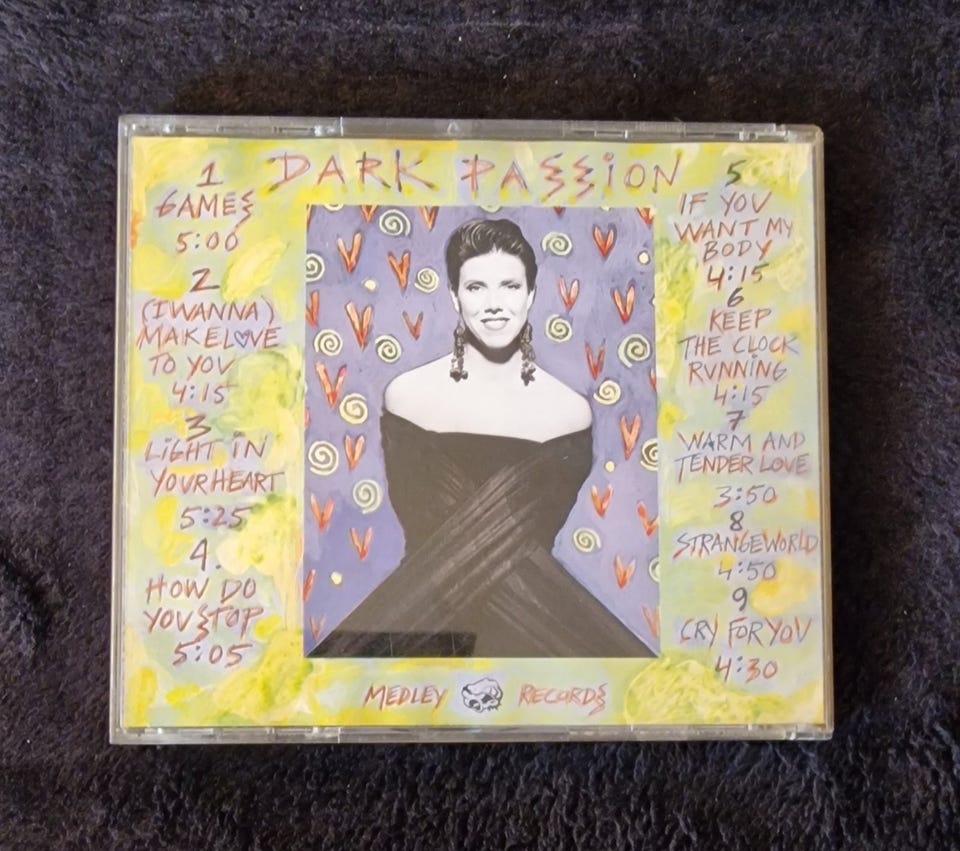 DARK PASSION
1
GAMES
5:00
2
(I WANNA)
MAKE LOVE
TO YOU
4:15
3
LIGHT IN
YOUR HEART
5:25
4.
HOW DO
YOU STOP
5:05
5
IF YOU
WANT MY
BODY
4:15
6
KEEP
THE CLOCK
RUNNING
4:15
7
WARM AND
TENDER LOVE
3:50
8
STRANGE WORLD
4:50
9
CRY FOR YOU
4:30
MEDLEY RECORDS